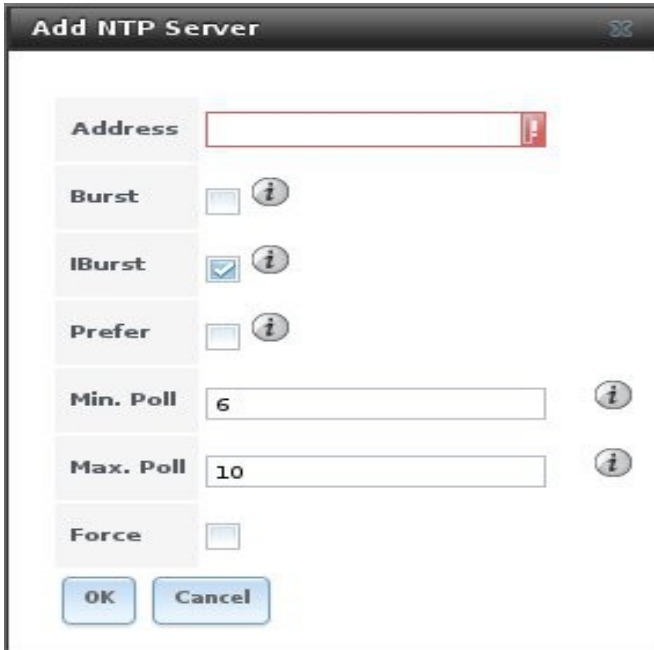 Add NTP Server
Address
Burst
IBurst
Prefer
Min. Poll 6
Max. Poll 10
Force
OK Cancel